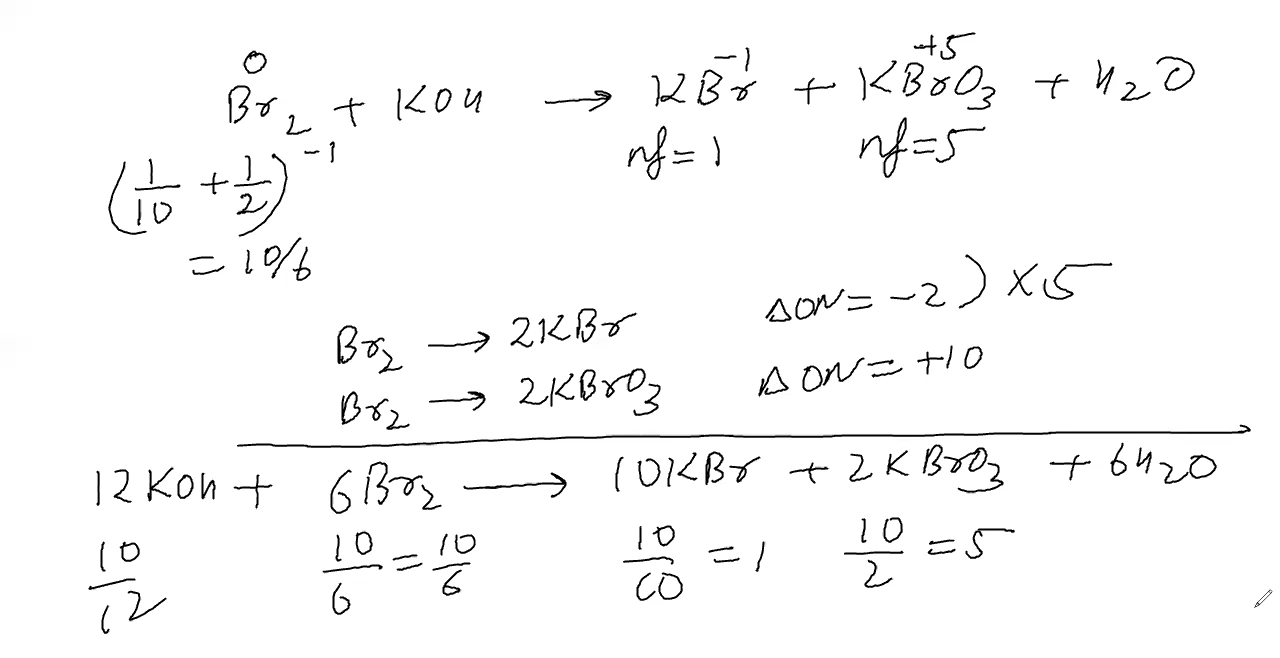 0 -1 +5
Br2 + KOH → KBr + KBrO3 + H2O
(1/10 + 1/2)^-1 nf=1 nf=5
= 10/6
Br2 → 2KBr ΔON = -2) ×5
Br2 → 2KBrO3 ΔON = +10
12KOH + 6Br2 → 10KBr + 2KBrO3 + 6H2O
10/12 10/6 = 10/6 10/10 = 1 10/2 = 5